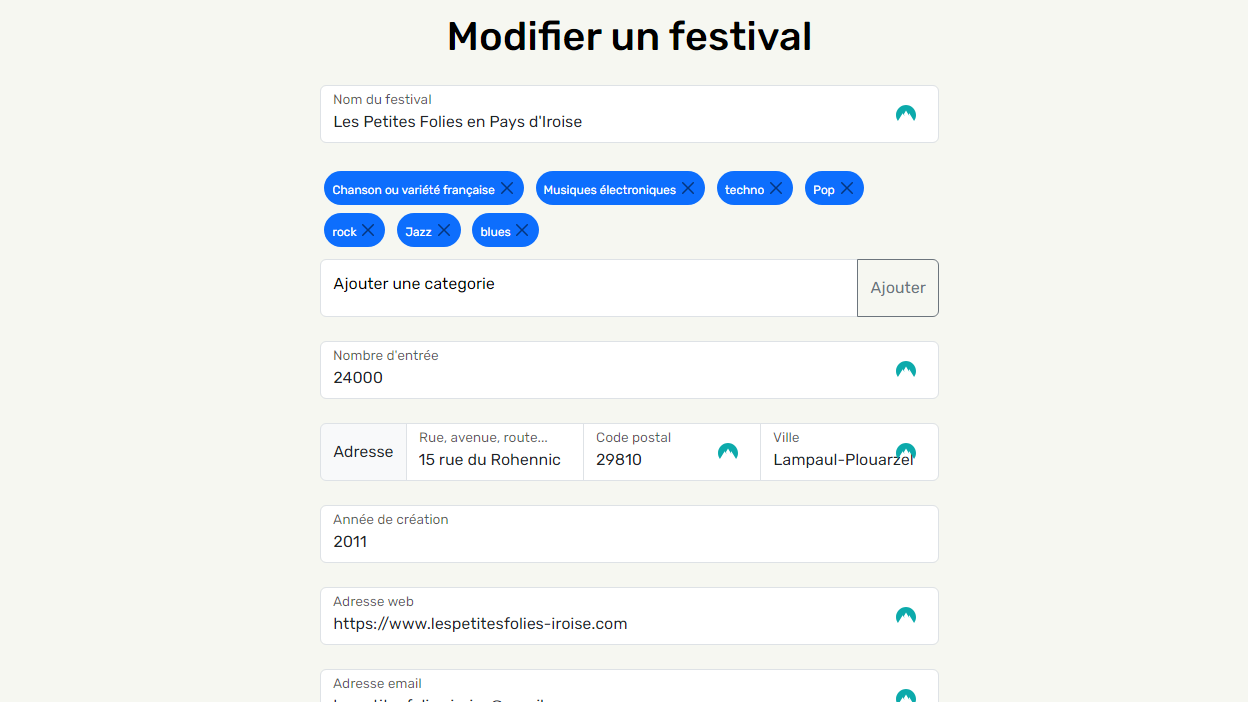 Modifier un festival
Nom du festival
Les Petites Folies en Pays d'Iroise
Chanson ou variété française Musiques électroniques techno Pop
rock Jazz blues
Ajouter une categorie Ajouter
Nombre d'entrée
24000
Adresse
Rue, avenue, route... Code postal Ville
15 rue du Rohennic 29810 Lampaul-Plouarzel
Année de création
2011
Adresse web
https://www.lespetitesfolies-iroise.com
Adresse email